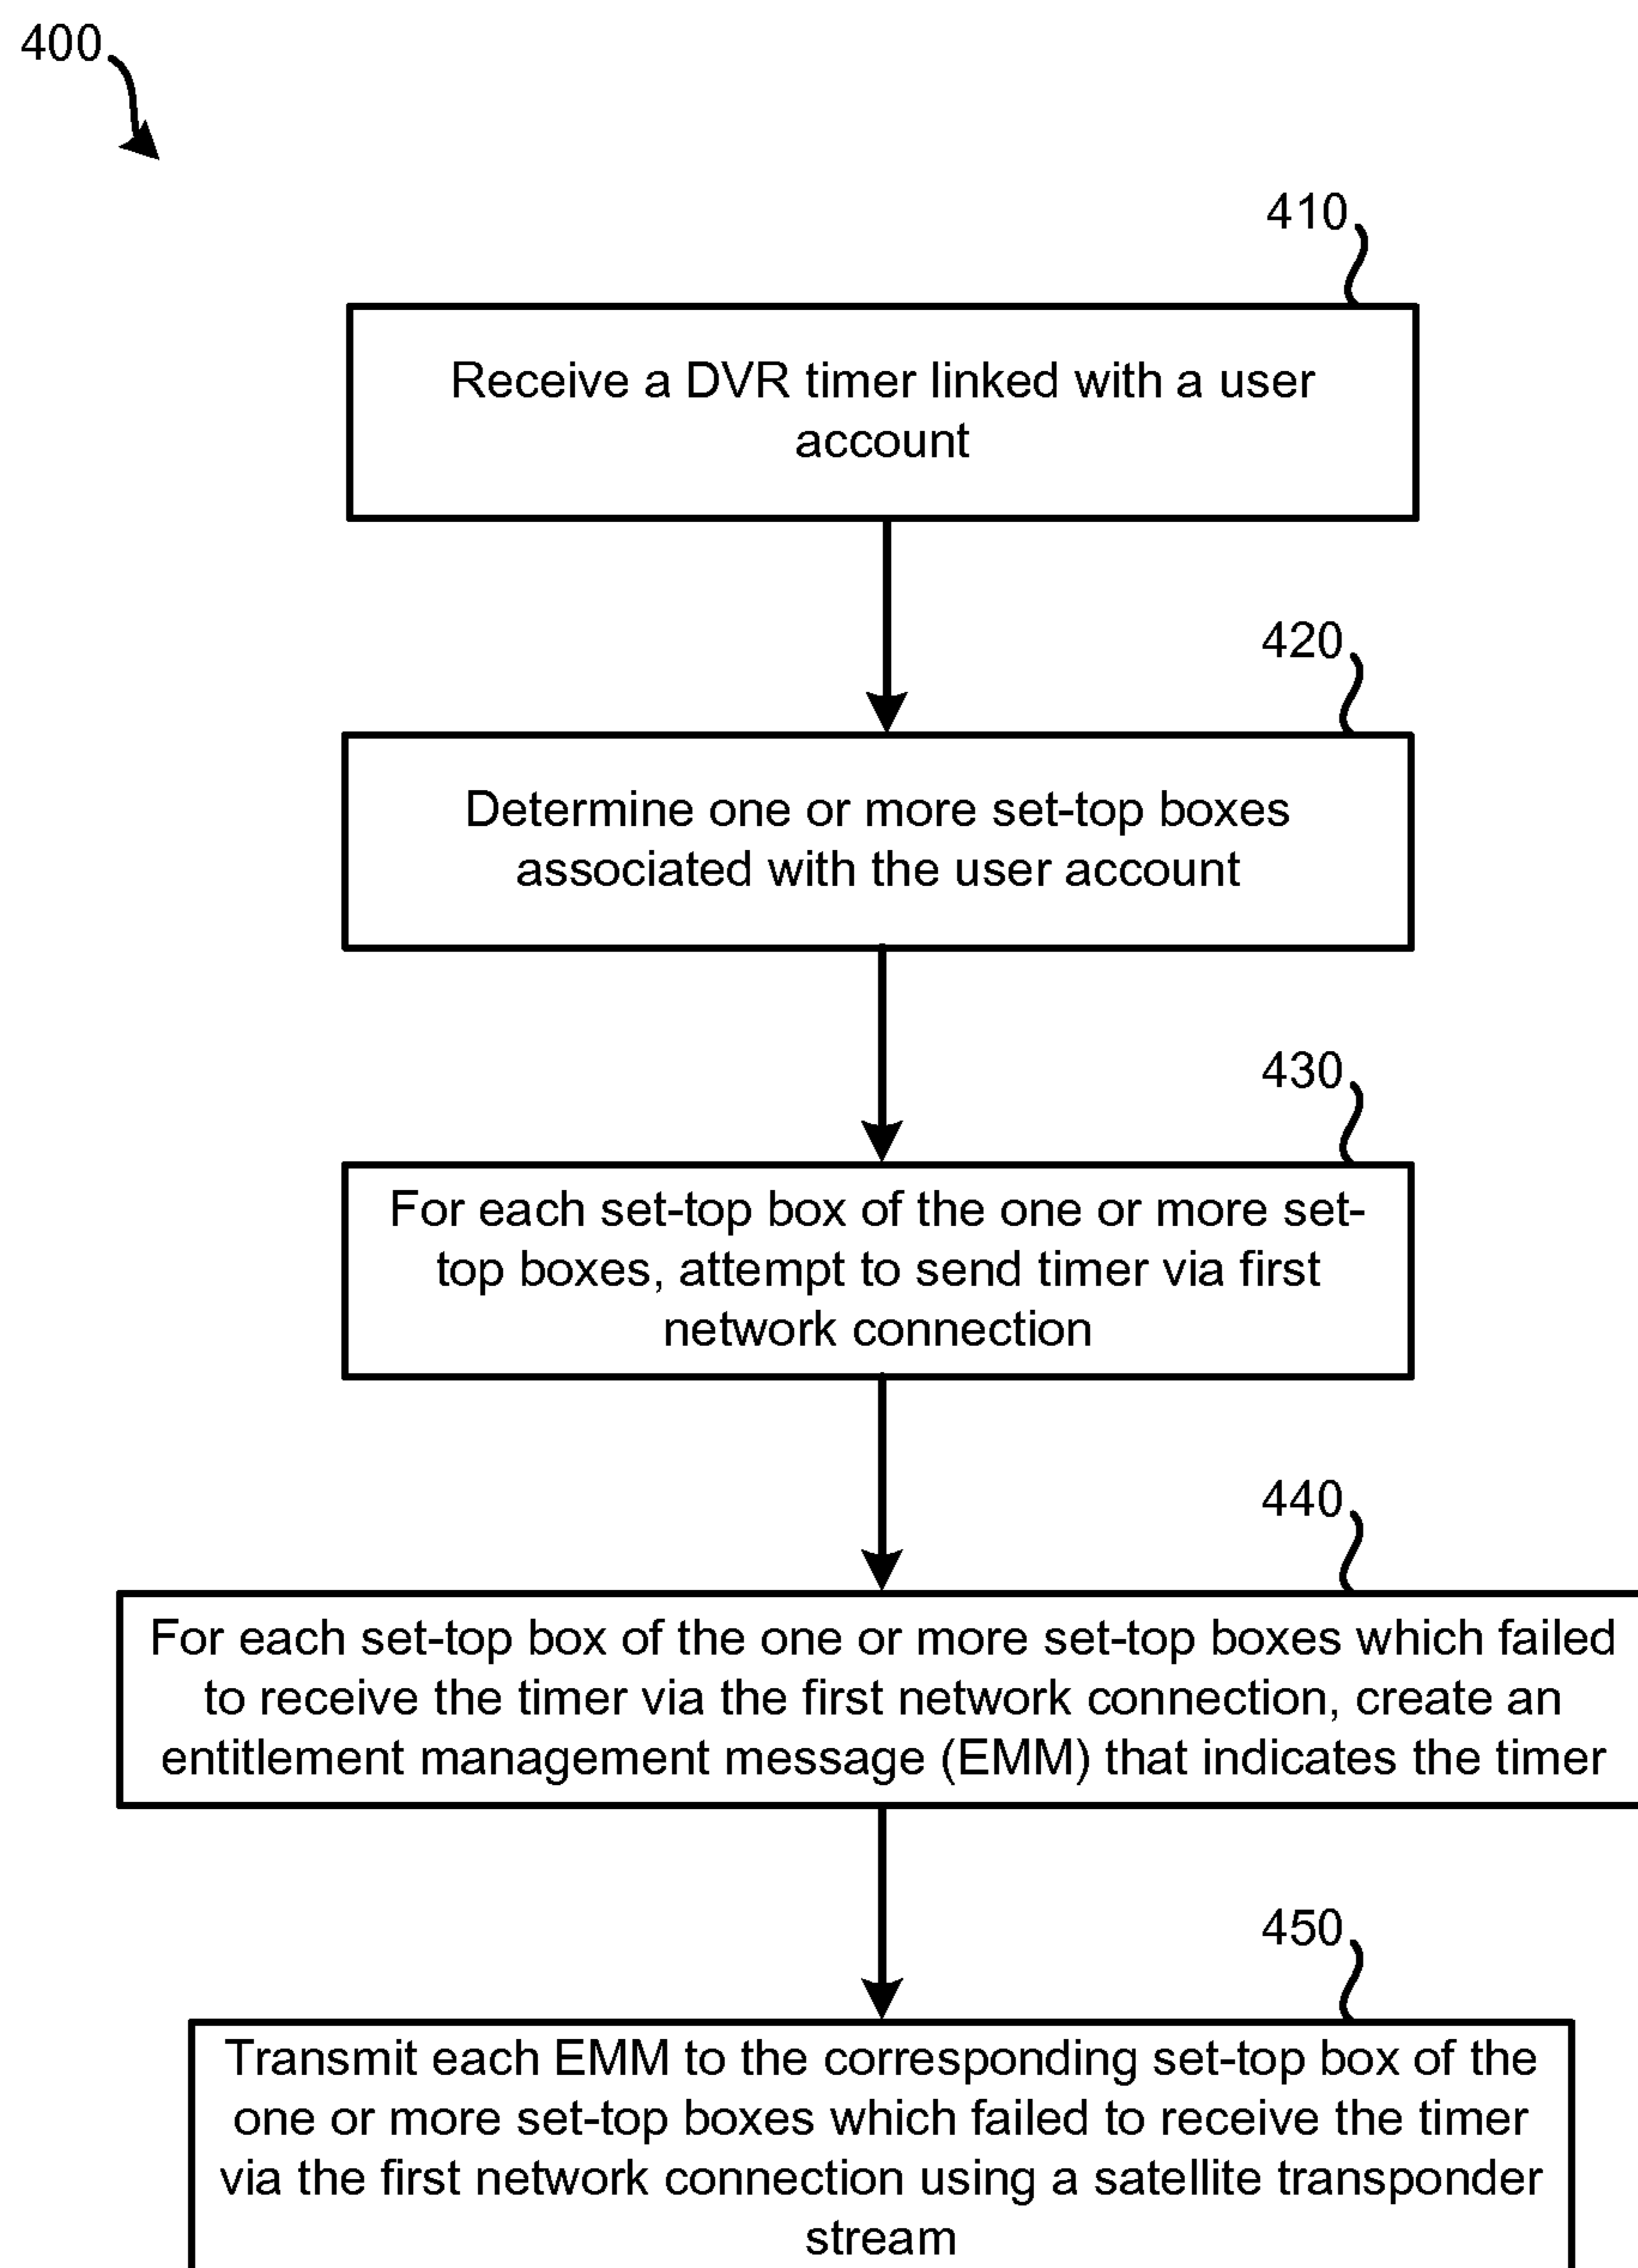 400
410
Receive a DVR timer linked with a user
account
420
Determine one or more set-top boxes
associated with the user account
430
For each set-top box of the one or more set-
top boxes, attempt to send timer via first
network connection
440
For each set-top box of the one or more set-top boxes which failed
to receive the timer via the first network connection, create an
entitlement management message (EMM) that indicates the timer
450
Transmit each EMM to the corresponding set-top box of the
one or more set-top boxes which failed to receive the timer
via the first network connection using a satellite transponder
stream